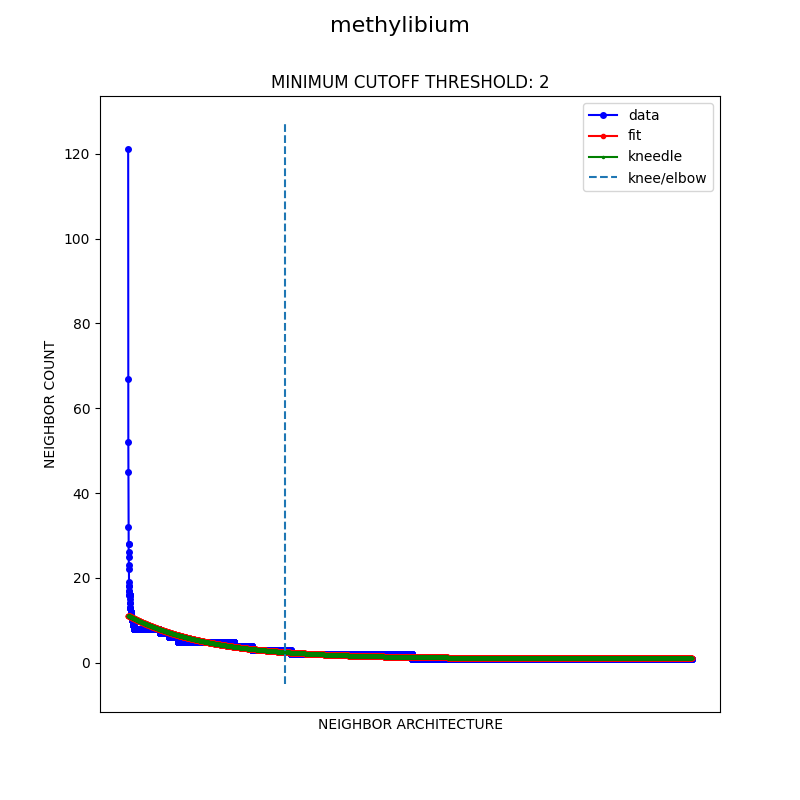 methylibium
MINIMUM CUTOFF THRESHOLD: 2
data
fit
kneedle
knee/elbow
120
100
80
60
40
20
0
NEIGHBOR COUNT
NEIGHBOR ARCHITECTURE